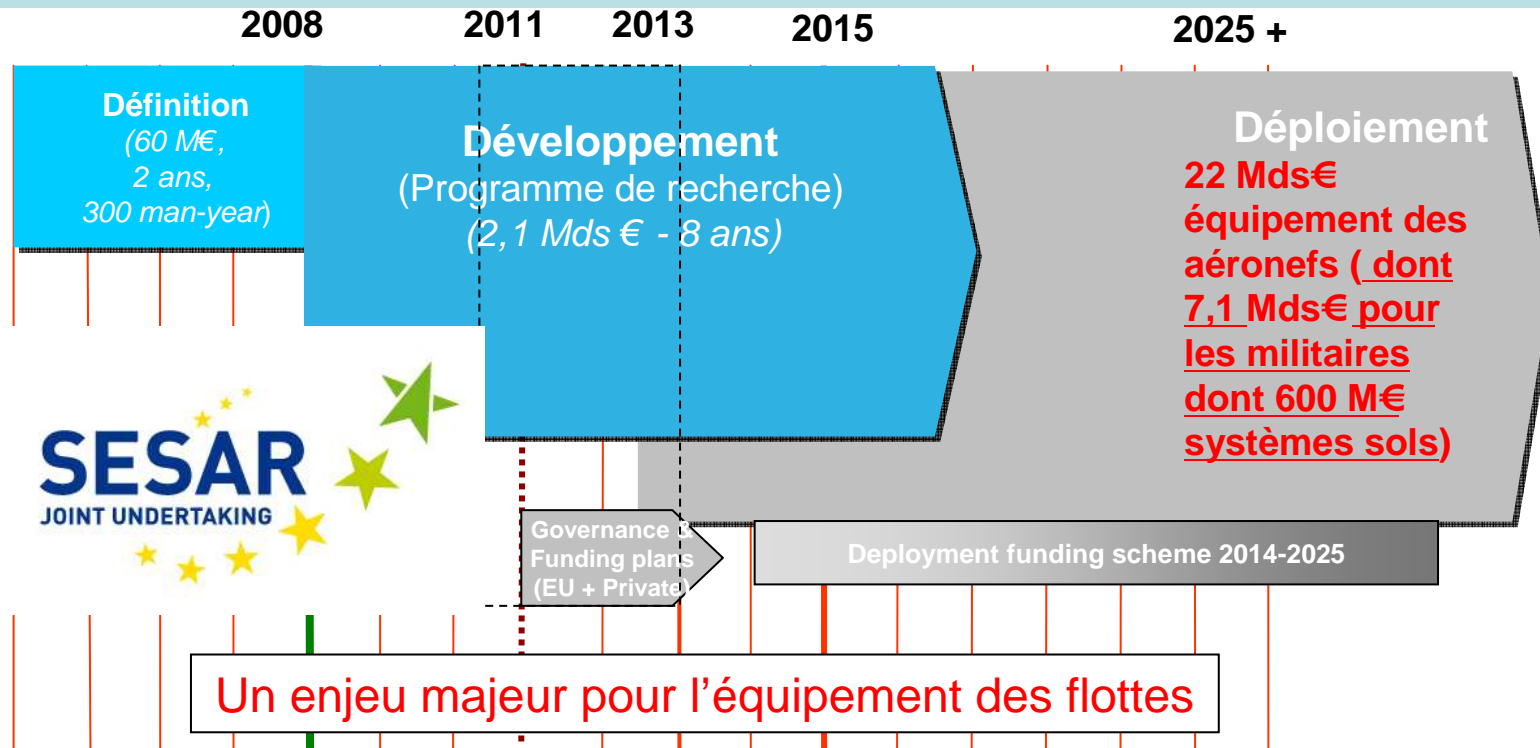 2008 2011 2013 2015 2025 +
Définition
(60 M€,
2 ans,
300 man-year)
Développement
(Programme de recherche)
(2,1 Mds € - 8 ans)
Déploiement
22 Mds€
équipement des
aéronefs ( dont
7,1 Mds€ pour
les militaires
dont 600 M€
systèmes sols)
SESAR
JOINT UNDERTAKING
Governance &
Funding plans
(EU + Private)
Deployment funding scheme 2014-2025
Un enjeu majeur pour l’équipement des flottes